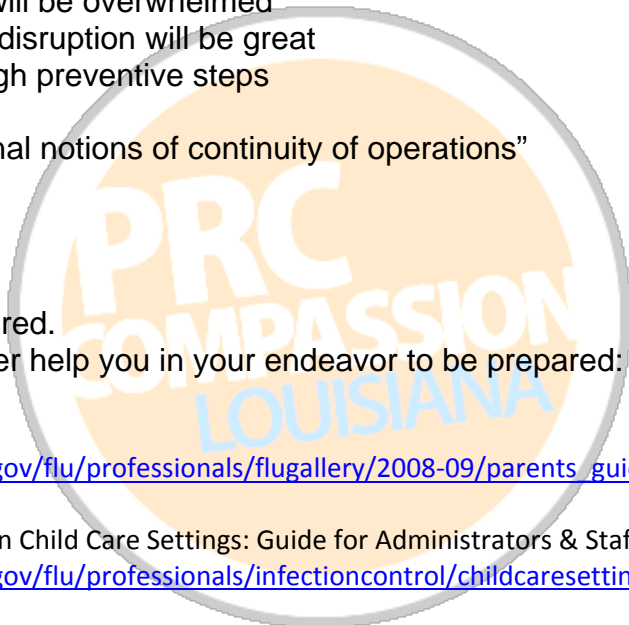 will be overwhelmed
disruption will be great
gh preventive steps
nal notions of continuity of operations”
red.
er help you in your endeavor to be prepared:
gov/flu/professionals/flugallery/2008-09/parents_gui
n Child Care Settings: Guide for Administrators & Staf
gov/flu/professionals/infectioncontrol/childcaresettin
PRC
COMPASSION
LOUISIANA